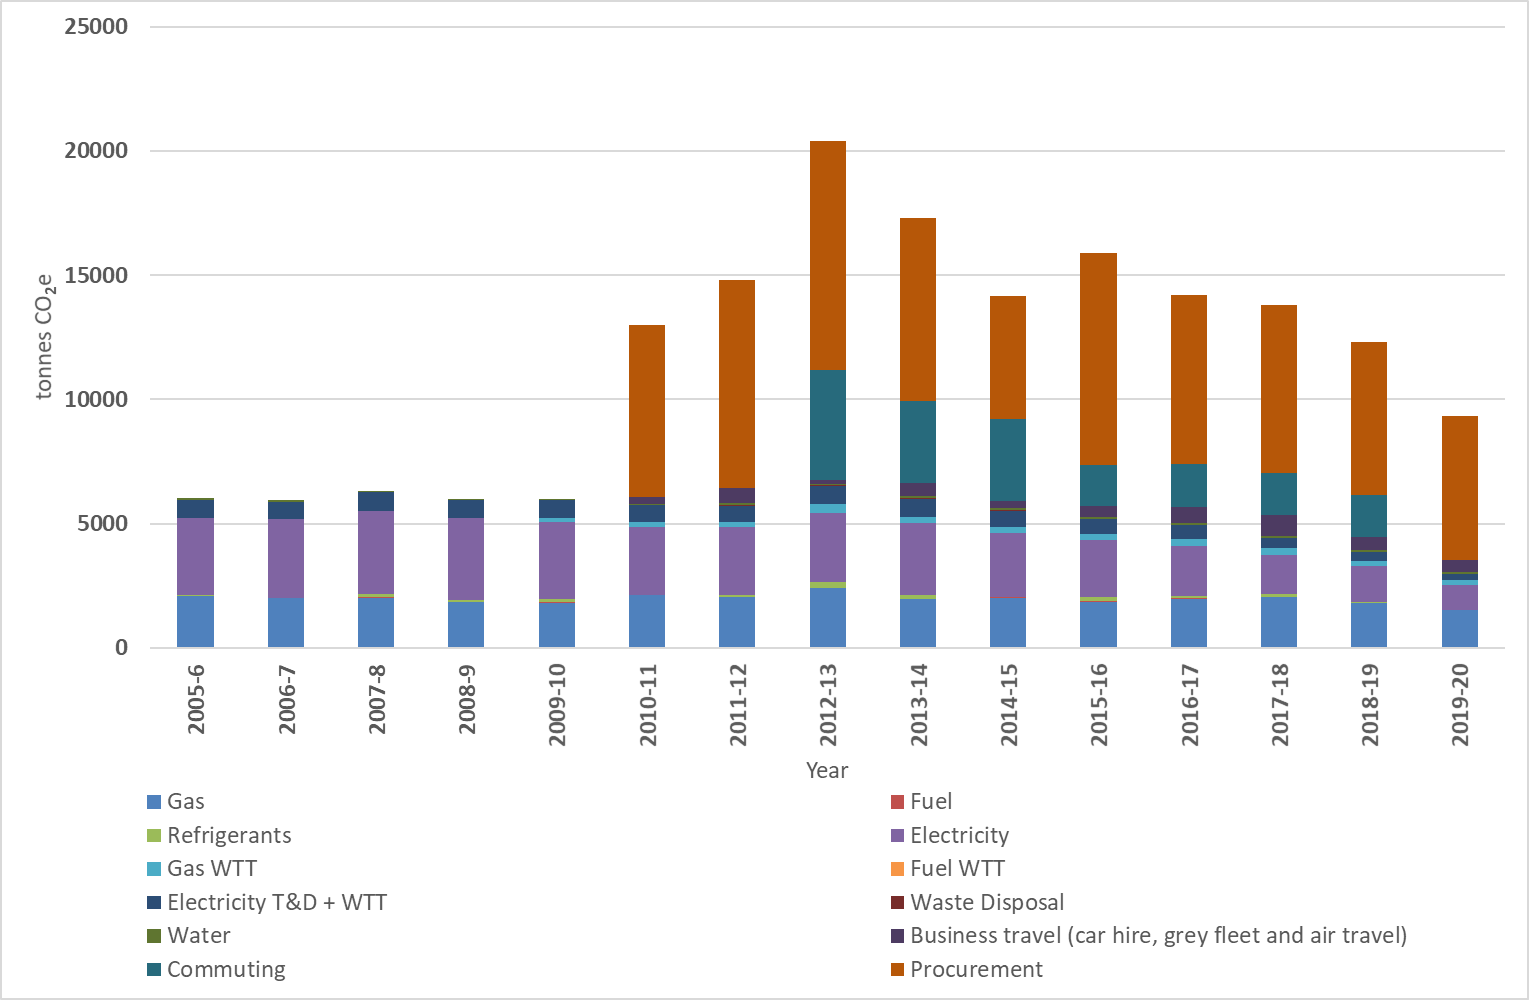 25000
20000
15000
10000
5000
0
tonnes CO₂e
2005-6
2006-7
2007-8
2008-9
2009-10
2010-11
2011-12
2012-13
2013-14
2014-15
2015-16
2016-17
2017-18
2018-19
2019-20
Year
Gas
Fuel
Refrigerants
Electricity
Gas WTT
Fuel WTT
Electricity T&D + WTT
Waste Disposal
Water
Business travel (car hire, grey fleet and air travel)
Commuting
Procurement